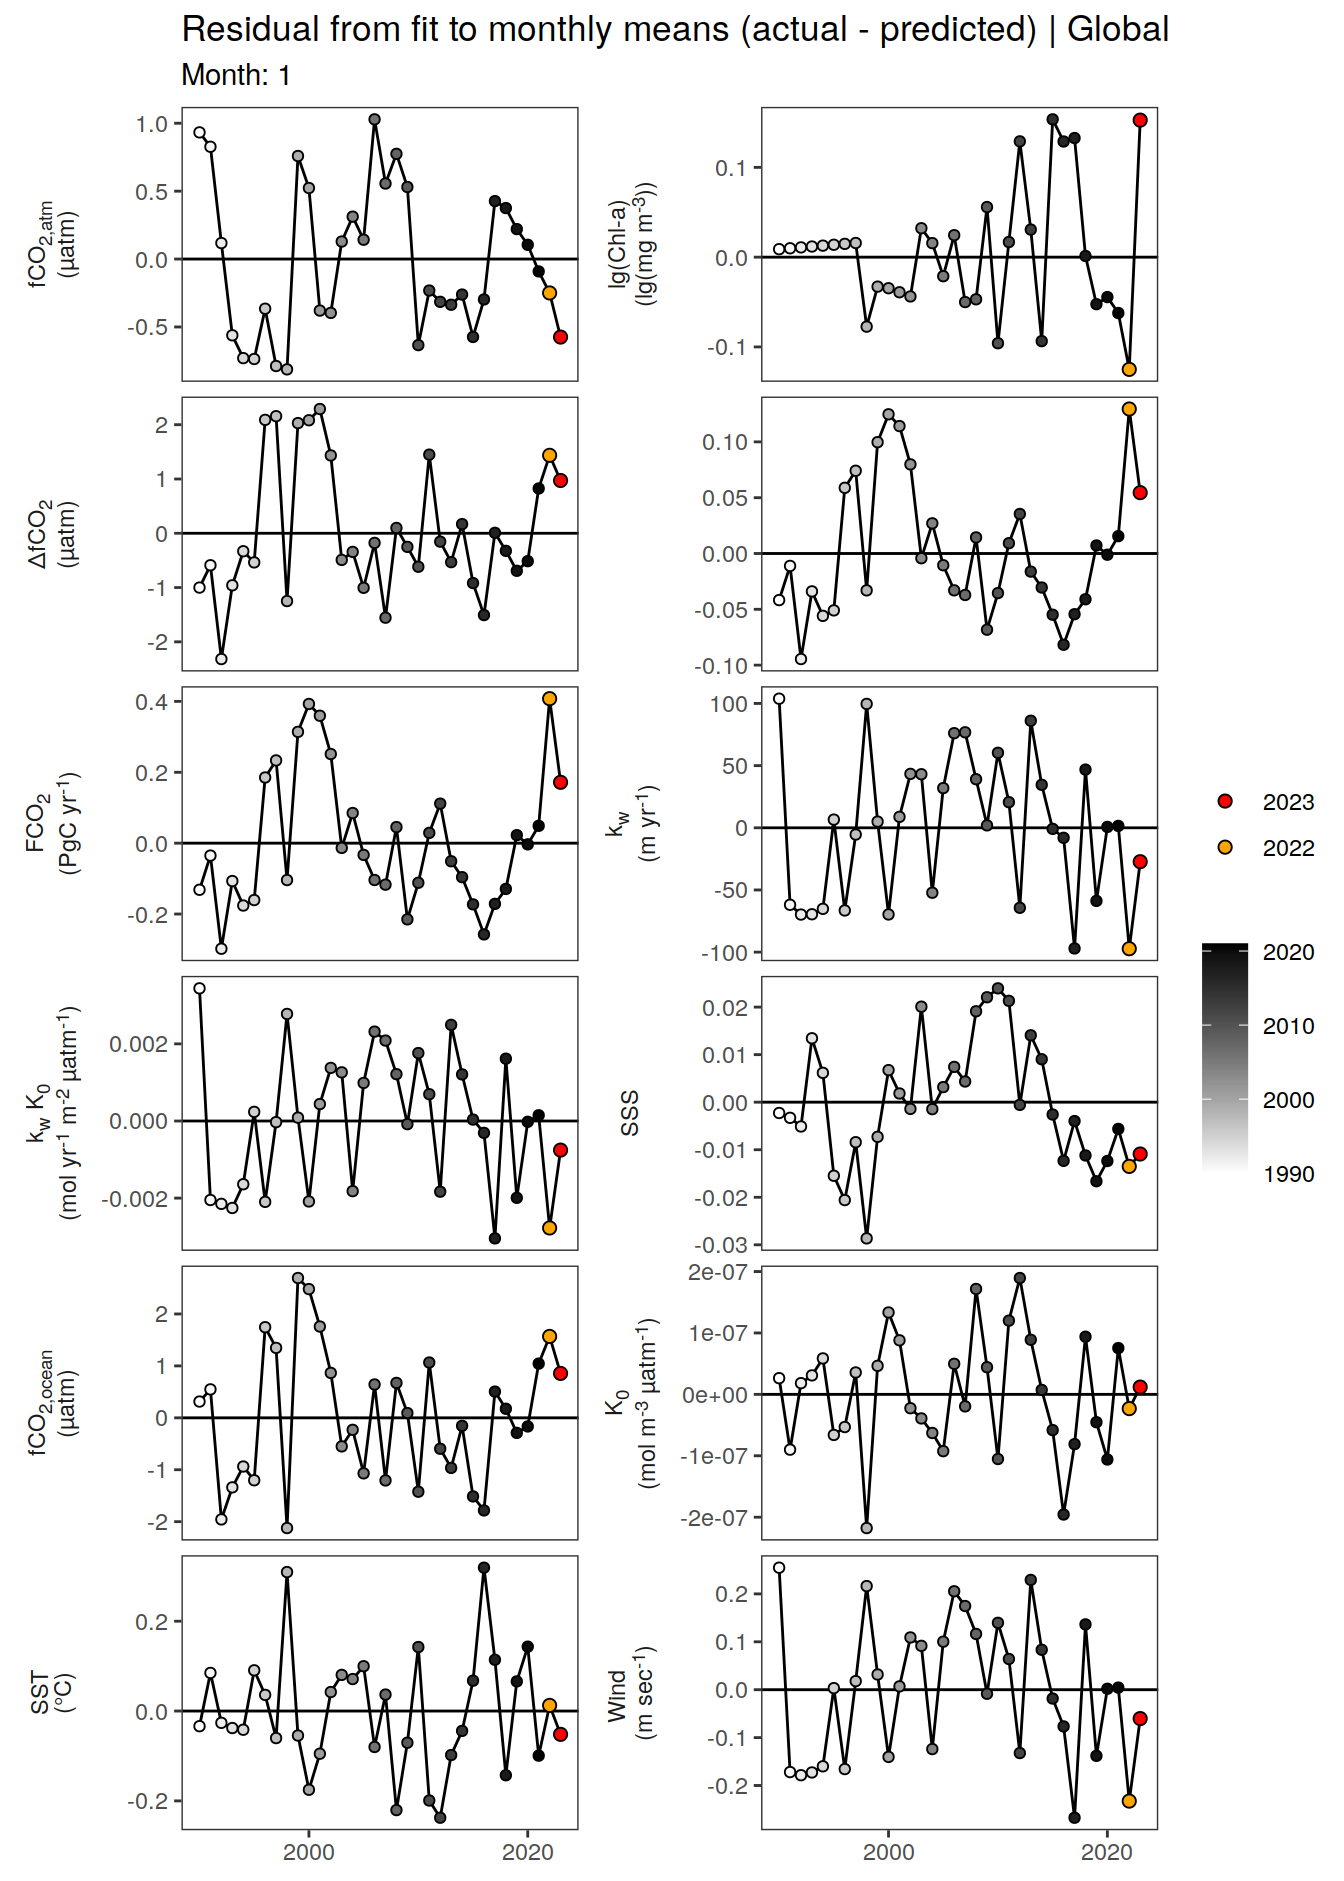 Residual from fit to monthly means (actual - predicted) | Global
Month: 1
fCO2,atm
(µatm)
1.0
0.5
0.0
-0.5
lg(Chl-a)
(lg(mg m-3))
0.1
0.0
-0.1
ΔfCO2
(µatm)
2
1
0
-1
-2
0.10
0.05
0.00
-0.05
-0.10
FCO2
(PgC yr-1)
0.4
0.2
0.0
-0.2
kw
(m yr-1)
100
50
0
-50
-100
kw K0
(mol yr-1 m-2 µatm-1)
0.002
0.000
-0.002
SSS
0.02
0.01
0.00
-0.01
-0.02
-0.03
fCO2,ocean
(µatm)
2
1
0
-1
-2
K0
(mol m-3 µatm-1)
2e-07
1e-07
0e+00
-1e-07
-2e-07
SST
(°C)
0.2
0.0
-0.2
2000
2020
Wind
(m sec-1)
0.2
0.1
0.0
-0.1
-0.2
2000
2020
2023
2022
2020
2010
2000
1990